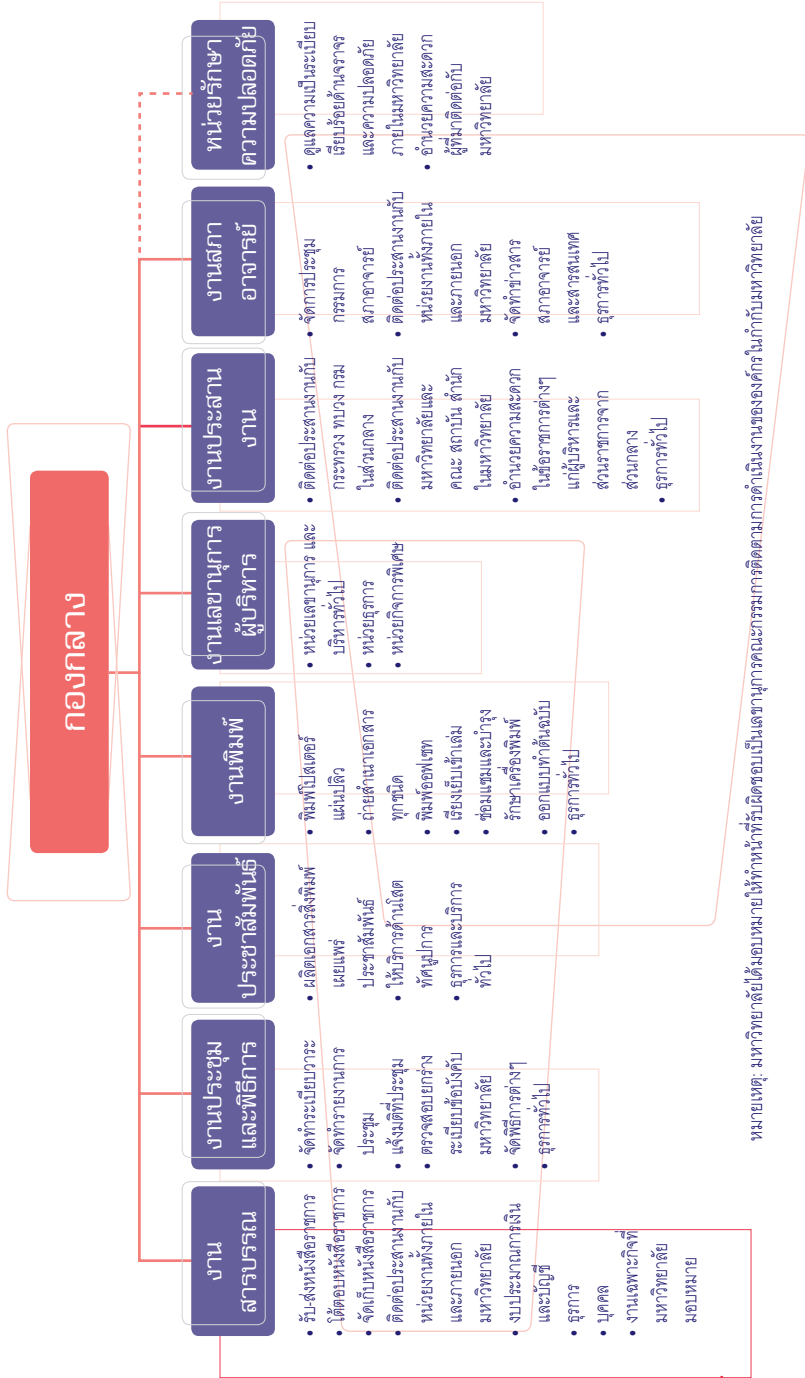 กองกลาง
งาน
สารบรรณ
• รับ-ส่งหนังสือราชการ
• โต้ตอบหนังสือราชการ
• จัดเก็บหนังสือราชการ
• ติดต่อประสานงานกับ
หน่วยงานทั้งภายใน
และภายนอก
มหาวิทยาลัย
• งบประมาณการเงิน
และบัญชี
• ธุรการ
• บุคคล
• งานเฉพาะกิจที่
มหาวิทยาลัย
มอบหมาย
งานประชุม
และพิธีการ
• จัดทำระเบียบวาระ
• จัดทำรายงานการ
ประชุม
• แจ้งมติที่ประชุม
• ตรวจสอบยกร่าง
ระเบียบข้อบังคับ
มหาวิทยาลัย
• จัดพิธีการต่างๆ
• ธุรการทั่วไป
งาน
ประชาสัมพันธ์
• ผลิตเอกสารสิ่งพิมพ์
เผยแพร่
ประชาสัมพันธ์
• ให้บริการด้านโสต
ทัศนูปการ
• ธุรการและบริการ
ทั่วไป
งานพิมพ์
• พิมพ์โปสเตอร์
แผ่นปลิว
• ถ่ายสำเนาเอกสาร
ทุกชนิด
• พิมพ์ออฟเซท
• เรียงเย็บเข้าเล่ม
• ซ่อมแซมและบำรุง
รักษาเครื่องพิมพ์
• ออกแบบทำต้นฉบับ
• ธุรการทั่วไป
งานเลขานุการ
ผู้บริหาร
• หน่วยเลขานุการ และ
บริหารทั่วไป
• หน่วยธุรการ
• หน่วยกิจการพิเศษ
งานประสาน
งาน
• ติดต่อประสานงานกับ
กระทรวง ทบวง กรม
ในส่วนกลาง
• ติดต่อประสานงานกับ
มหาวิทยาลัยและ
คณะ สถาบัน สำนัก
ในมหาวิทยาลัย
• อำนวยความสะดวก
ในข้อราชการต่างๆ
แก่ผู้บริหารและ
ส่วนราชการจาก
ส่วนกลาง
• ธุรการทั่วไป
งานสภา
อาจารย์
• จัดการประชุม
กรรมการ
สภาอาจารย์
• ติดต่อประสานงานกับ
หน่วยงานทั้งภายใน
และภายนอก
มหาวิทยาลัย
• จัดทำข่าวสาร
สภาอาจารย์
และสารสนเทศ
• ธุรการทั่วไป
หน่วยรักษา
ความปลอดภัย
• ดูแลความเป็นระเบียบ
เรียบร้อยด้านจราจร
และความปลอดภัย
ภายในมหาวิทยาลัย
• อำนวยความสะดวก
ผู้ที่มาติดต่อกับ
มหาวิทยาลัย
หมายเหตุ: มหาวิทยาลัยได้มอบหมายให้ทำหน้าที่รับผิดชอบเป็นเลขานุการคณะกรรมการติดตามการดำเนินงานขององค์กรในกำกับมหาวิทยาลัย